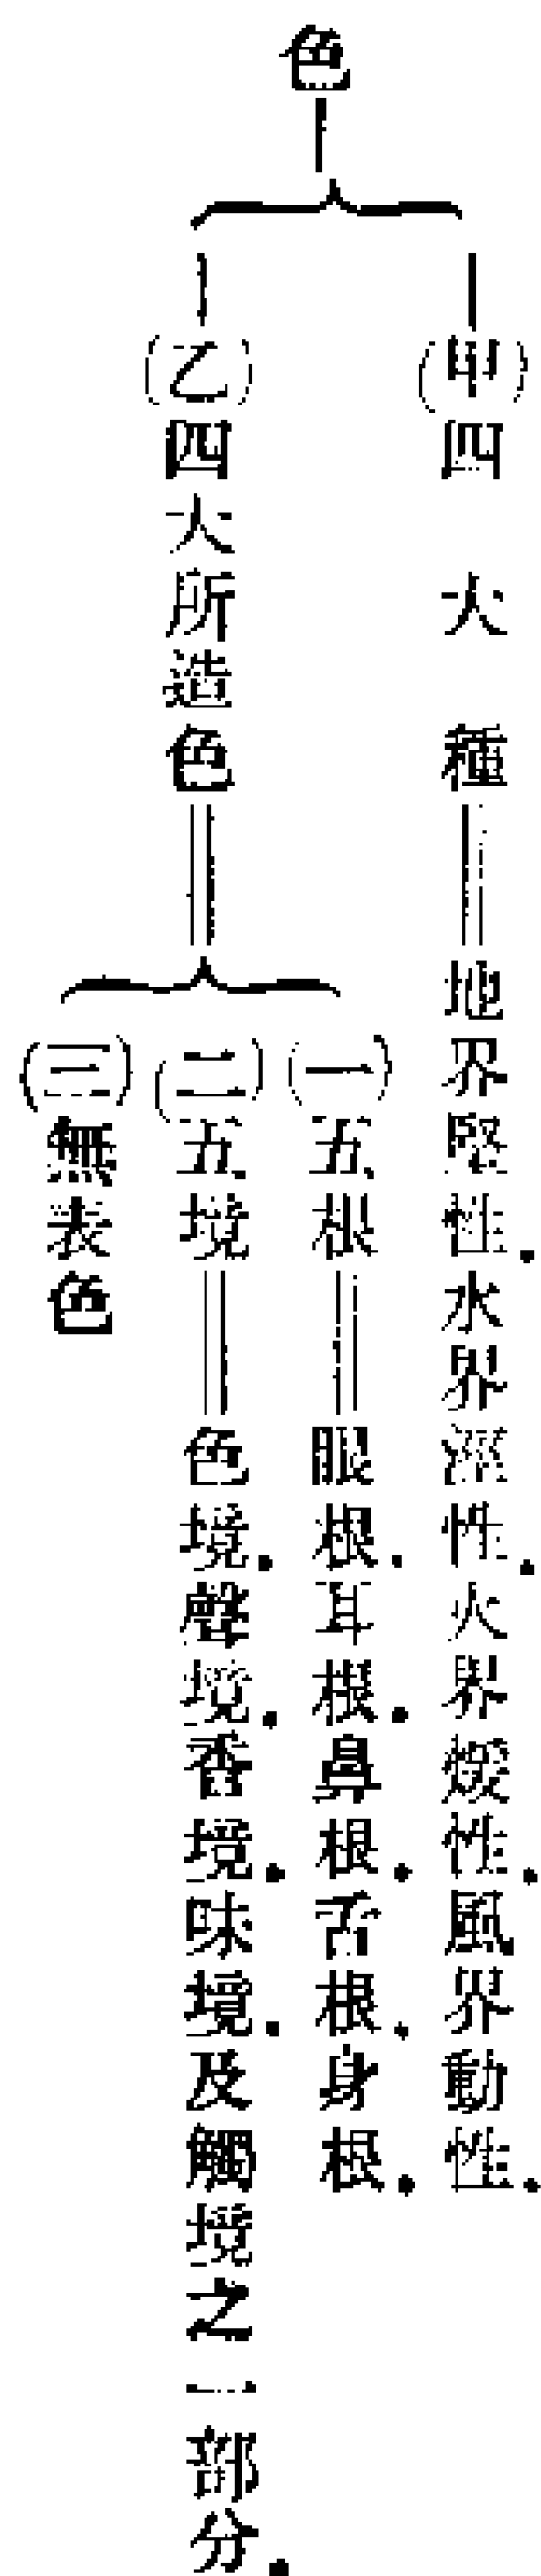 色
(甲)四大種══地界堅性.水界溼性.火界煖性.風界動性.
(乙)四大所造色
(一)五根══眼根.耳根.鼻根.舌根.身根.
(二)五境══色境.聲境.香境.味境.及觸境之一部分.
(三)無表色